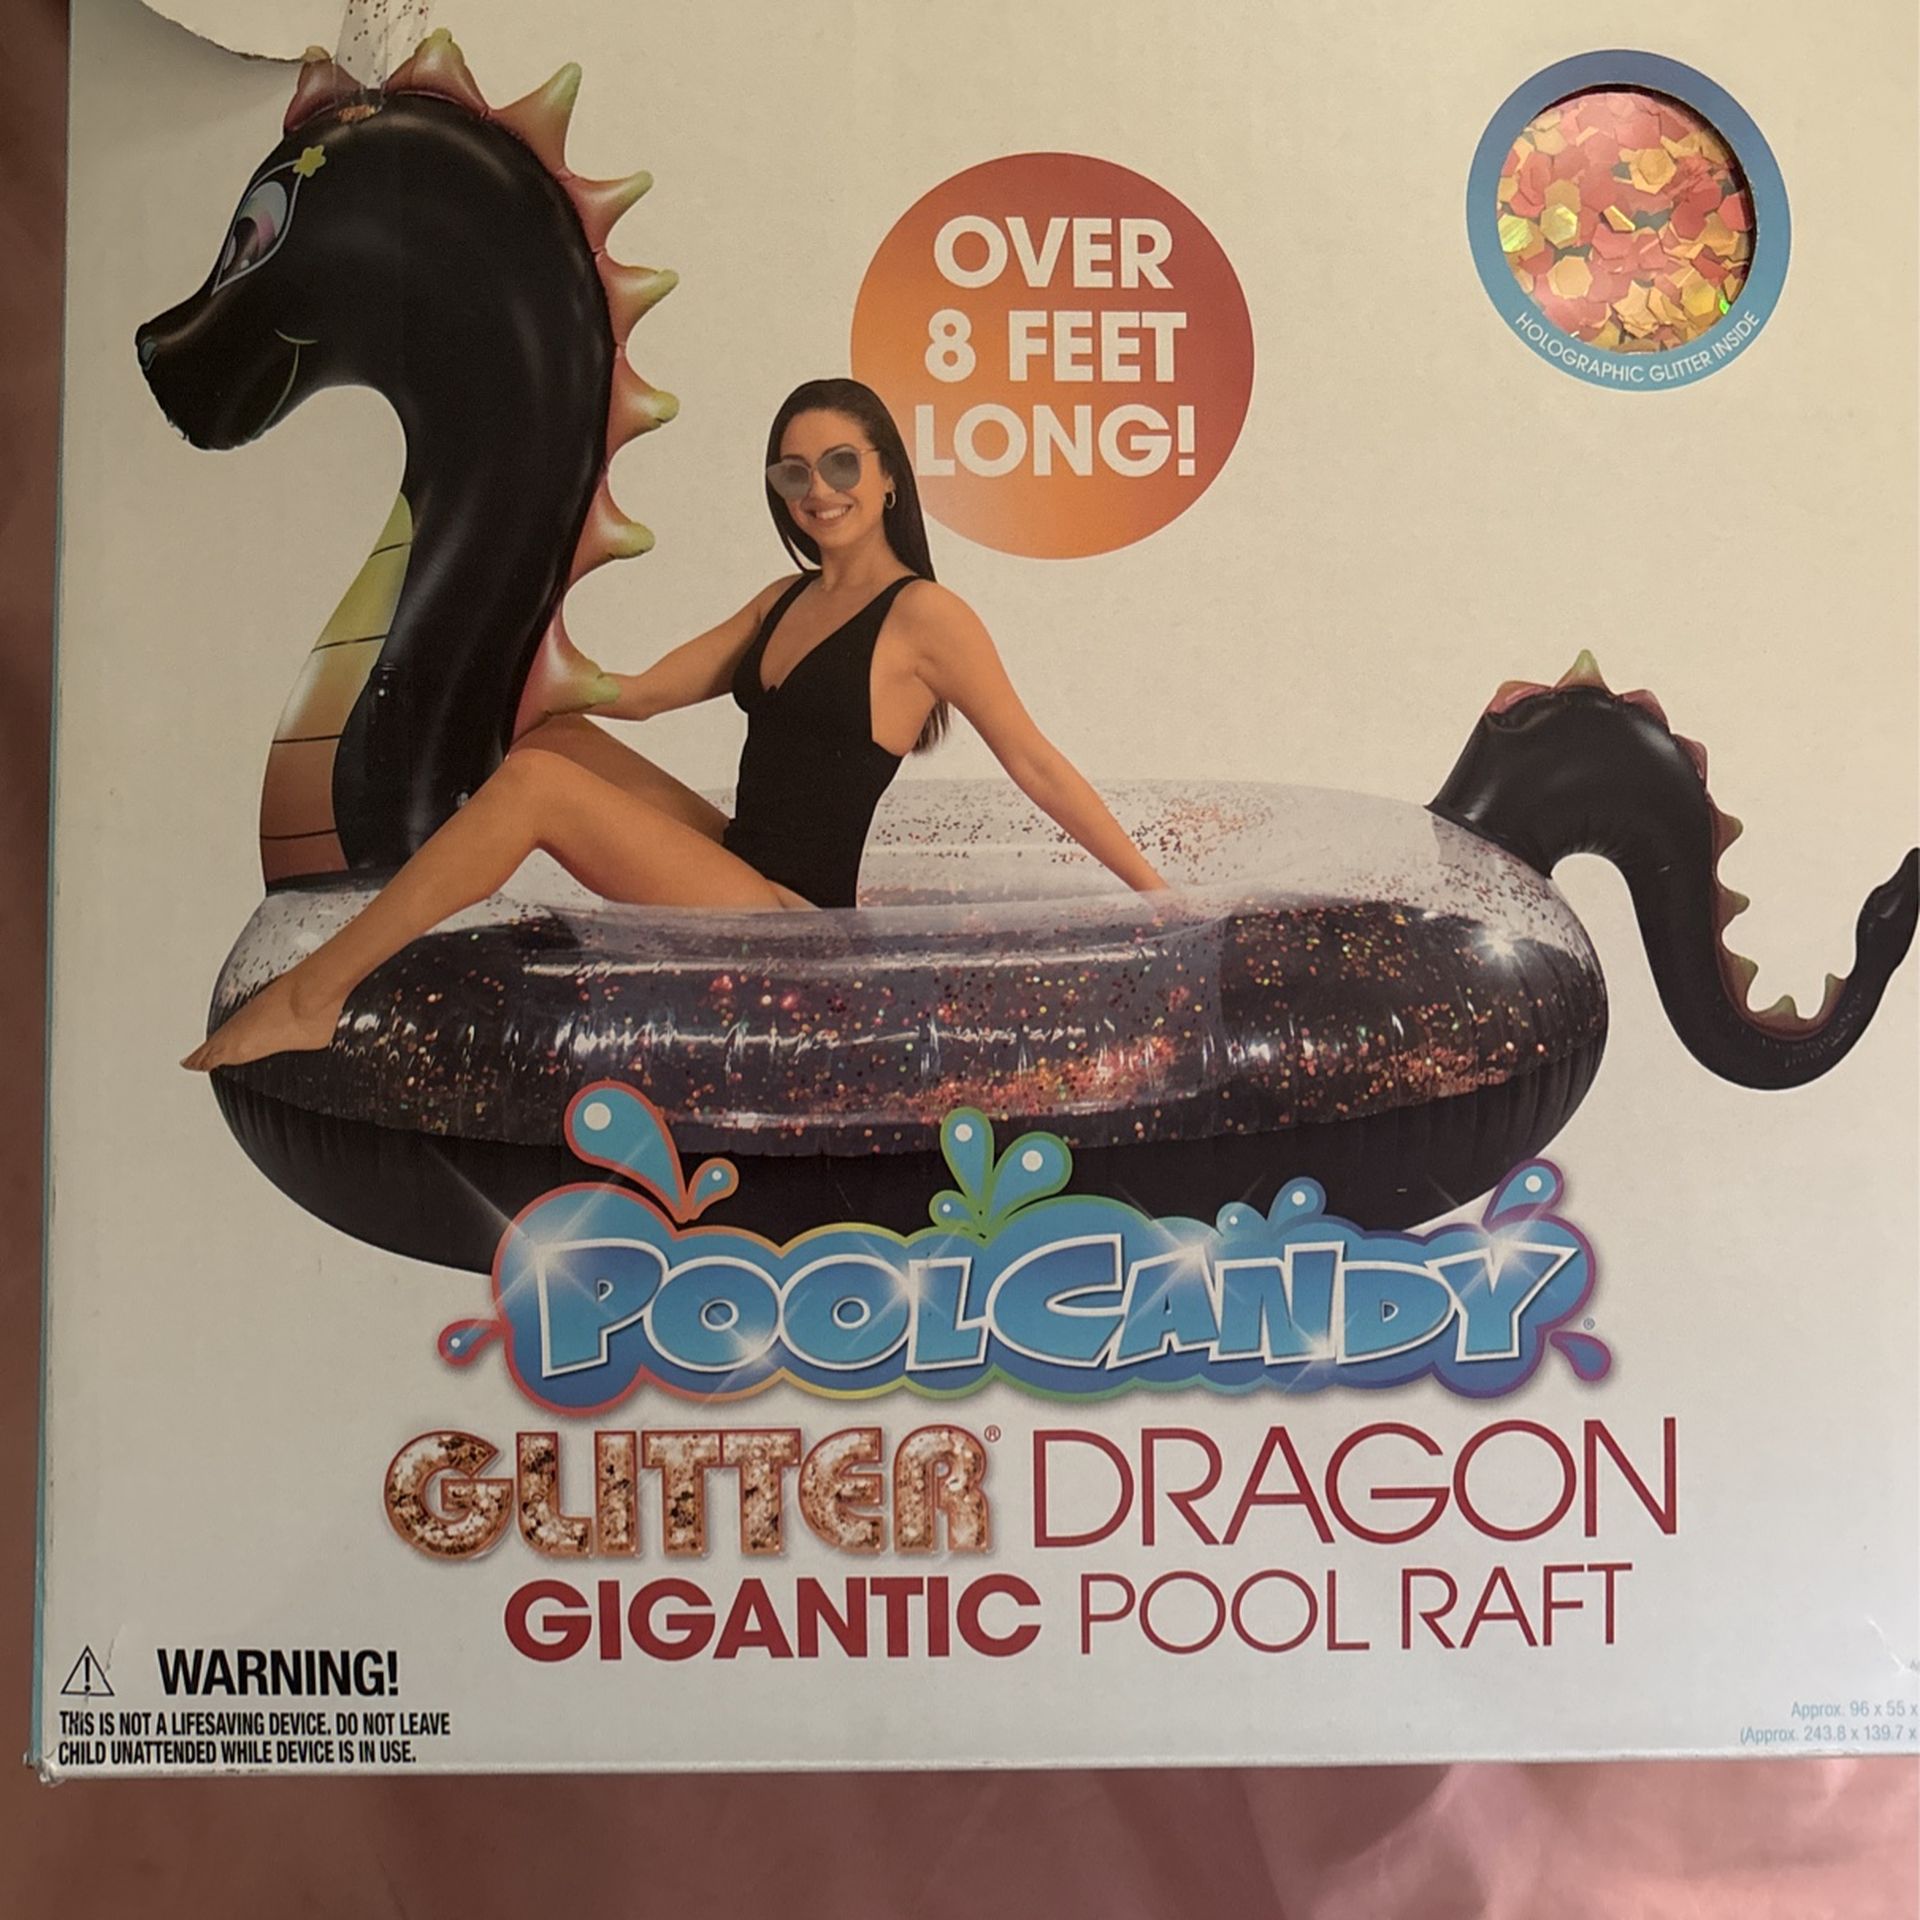 OVER
8 FEET
LONG!
HOLOGRAPHIC GLITTER INSIDE
POOLCANDY®
GLITTER® DRAGON
GIGANTIC POOL RAFT
WARNING!
THIS IS NOT A LIFESAVING DEVICE. DO NOT LEAVE
CHILD UNATTENDED WHILE DEVICE IS IN USE.
Approx. 96 x 55 x
(Approx. 243.8 x 139.7 x